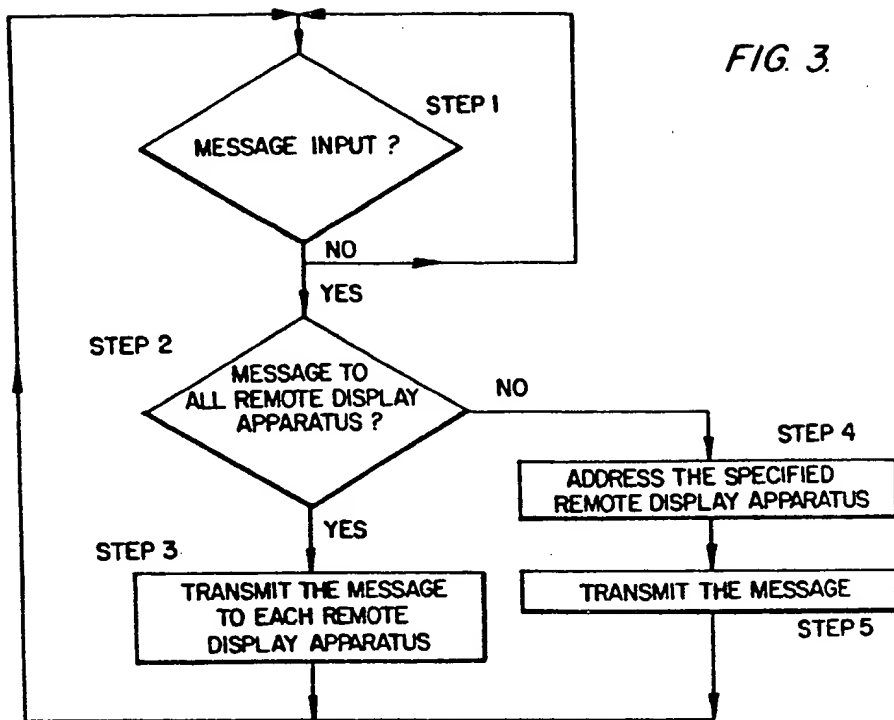 FIG. 3.
STEP 1
MESSAGE INPUT ?
NO
YES
STEP 2
MESSAGE TO
ALL REMOTE DISPLAY
APPARATUS ?
NO
STEP 4
ADDRESS THE SPECIFIED
REMOTE DISPLAY APPARATUS
YES
STEP 3
TRANSMIT THE MESSAGE
TO EACH REMOTE
DISPLAY APPARATUS
TRANSMIT THE MESSAGE
STEP 5